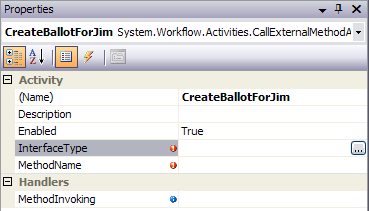 Properties
CreateBallotForJim System.Workflow.Activities.CallExternalMethodA
Activity
(Name) CreateBallotForJim
Description
Enabled True
InterfaceType ...
MethodName
Handlers
MethodInvoking